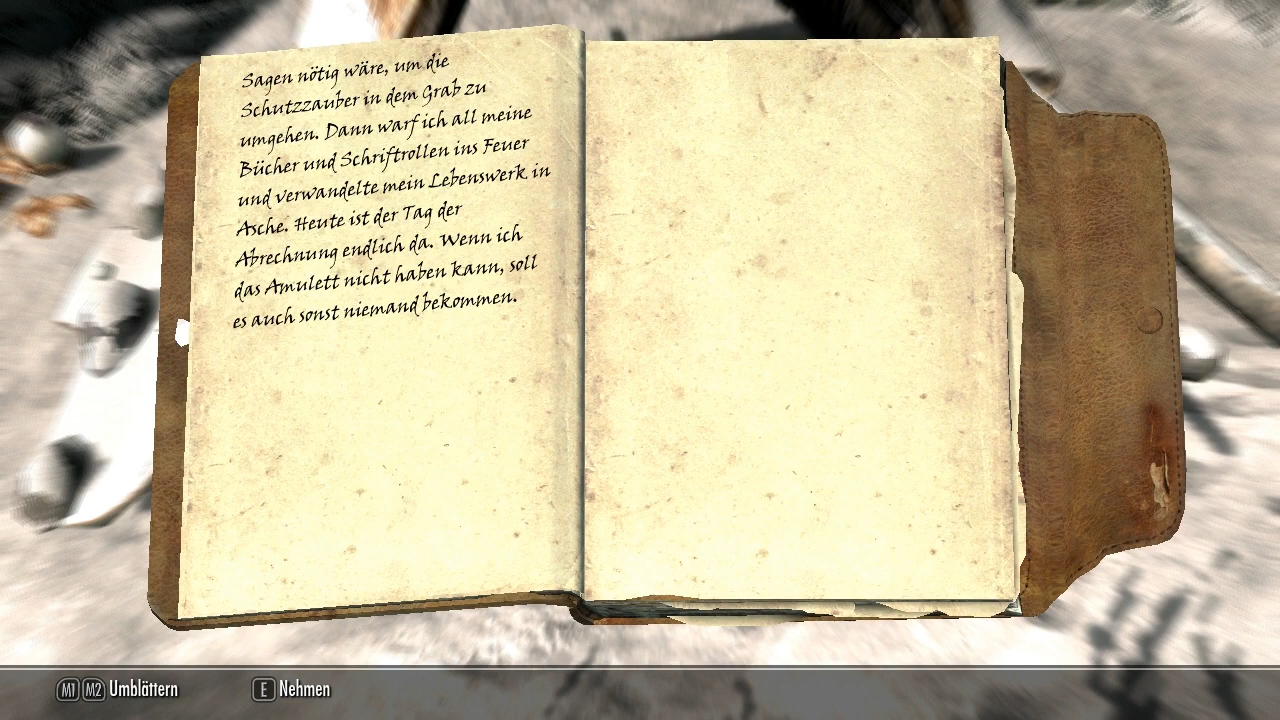 Sagen nötig wäre, um die
Schutzzauber in dem Grab zu
umgehen. Dann warf ich all meine
Bücher und Schriftrollen ins Feuer
und verwandelte mein Lebenswerk in
Asche. Heute ist der Tag der
Abrechnung endlich da. Wenn ich
das Amulett nicht haben kann, soll
es auch sonst niemand bekommen.
M1 M2 Umblättern E Nehmen